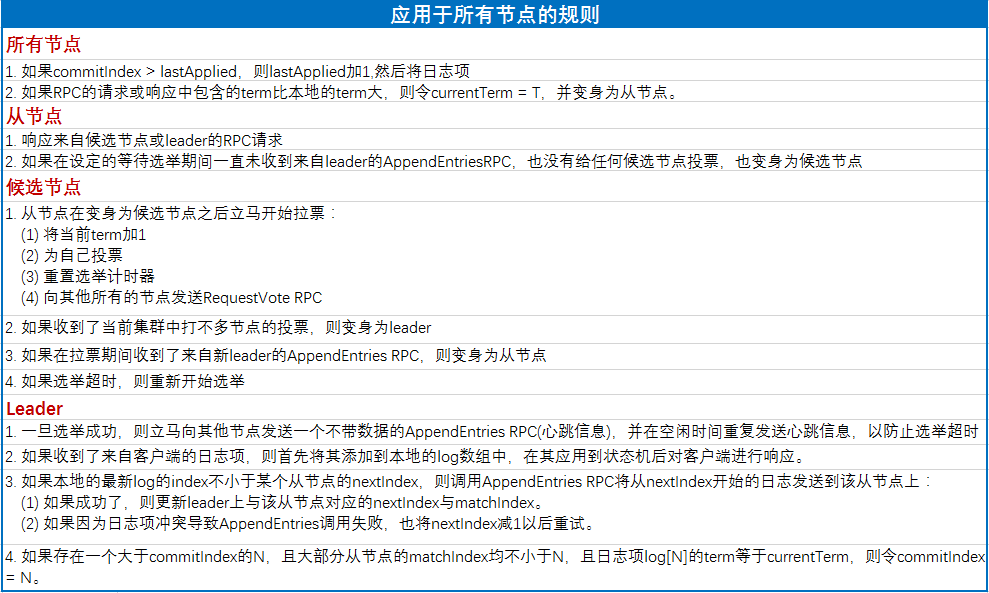 应用于所有节点的规则
所有节点
1. 如果commitIndex > lastApplied，则lastApplied加1,然后将日志项
2. 如果RPC的请求或响应中包含的term比本地的term大，则令currentTerm = T，并变身为从节点。
从节点
1. 响应来自候选节点或leader的RPC请求
2. 如果在设定的等待选举期间一直未收到来自leader的AppendEntriesRPC，也没有给任何候选节点投票，也变身为候选节点
候选节点
1. 从节点在变身为候选节点之后立马开始拉票：
(1) 将当前term加1
(2) 为自己投票
(3) 重置选举计时器
(4) 向其他所有的节点发送RequestVote RPC
2. 如果收到了当前集群中打不多节点的投票，则变身为leader
3. 如果在拉票期间收到了来自新leader的AppendEntries RPC，则变身为从节点
4. 如果选举超时，则重新开始选举
Leader
1. 一旦选举成功，则立马向其他节点发送一个不带数据的AppendEntries RPC(心跳信息)，并在空闲时间重复发送心跳信息，以防止选举超时
2. 如果收到了来自客户端的日志项，则首先将其添加到本地的log数组中，在其应用到状态机后对客户端进行响应。
3. 如果本地的最新log的index不小于某个从节点的nextIndex，则调用AppendEntries RPC将从nextIndex开始的日志发送到该从节点上：
(1) 如果成功了，则更新leader上与该从节点对应的nextIndex与matchIndex。
(2) 如果因为日志项冲突导致AppendEntries调用失败，也将nextIndex减1以后重试。
4. 如果存在一个大于commitIndex的N，且大部分从节点的matchIndex均不小于N，且日志项log[N]的term等于currentTerm，则令commitIndex
= N。